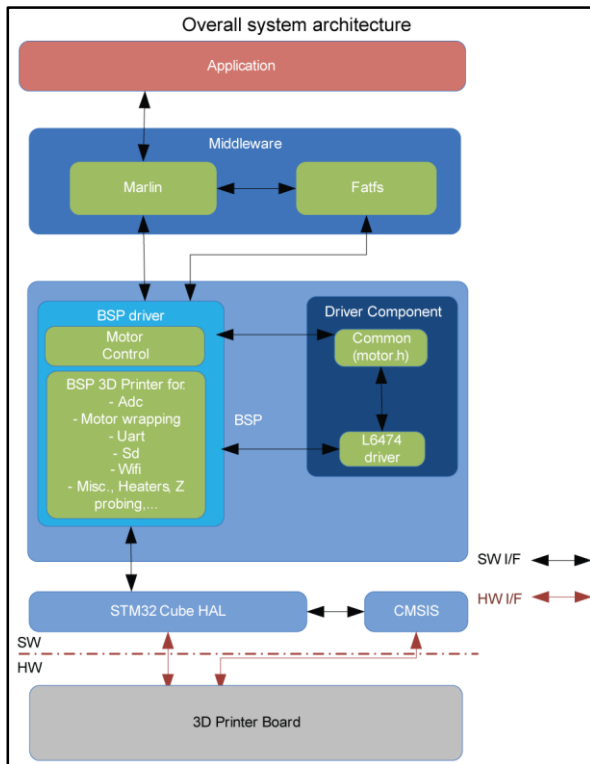 Overall system architecture
Application
Middleware
Marlin
Fatfs
BSP driver
Motor
Control
BSP 3D Printer for:
- Adc
- Motor wrapping
- Uart
- Sd
- Wifi
- Misc., Heaters, Z
probing,...
BSP
Driver Component
Common
(motor.h)
L6474
driver
SW I/F
HW I/F
STM32 Cube HAL
CMSIS
SW
HW
3D Printer Board